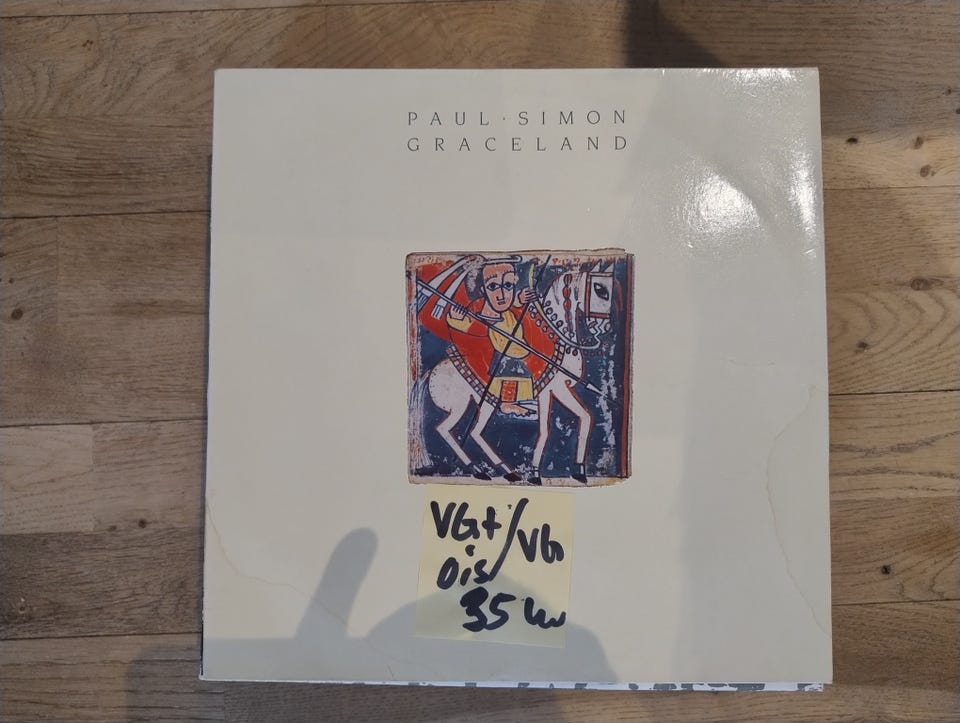 PAUL · SIMON
GRACELAND
VG+/VG
OiS
35 kr